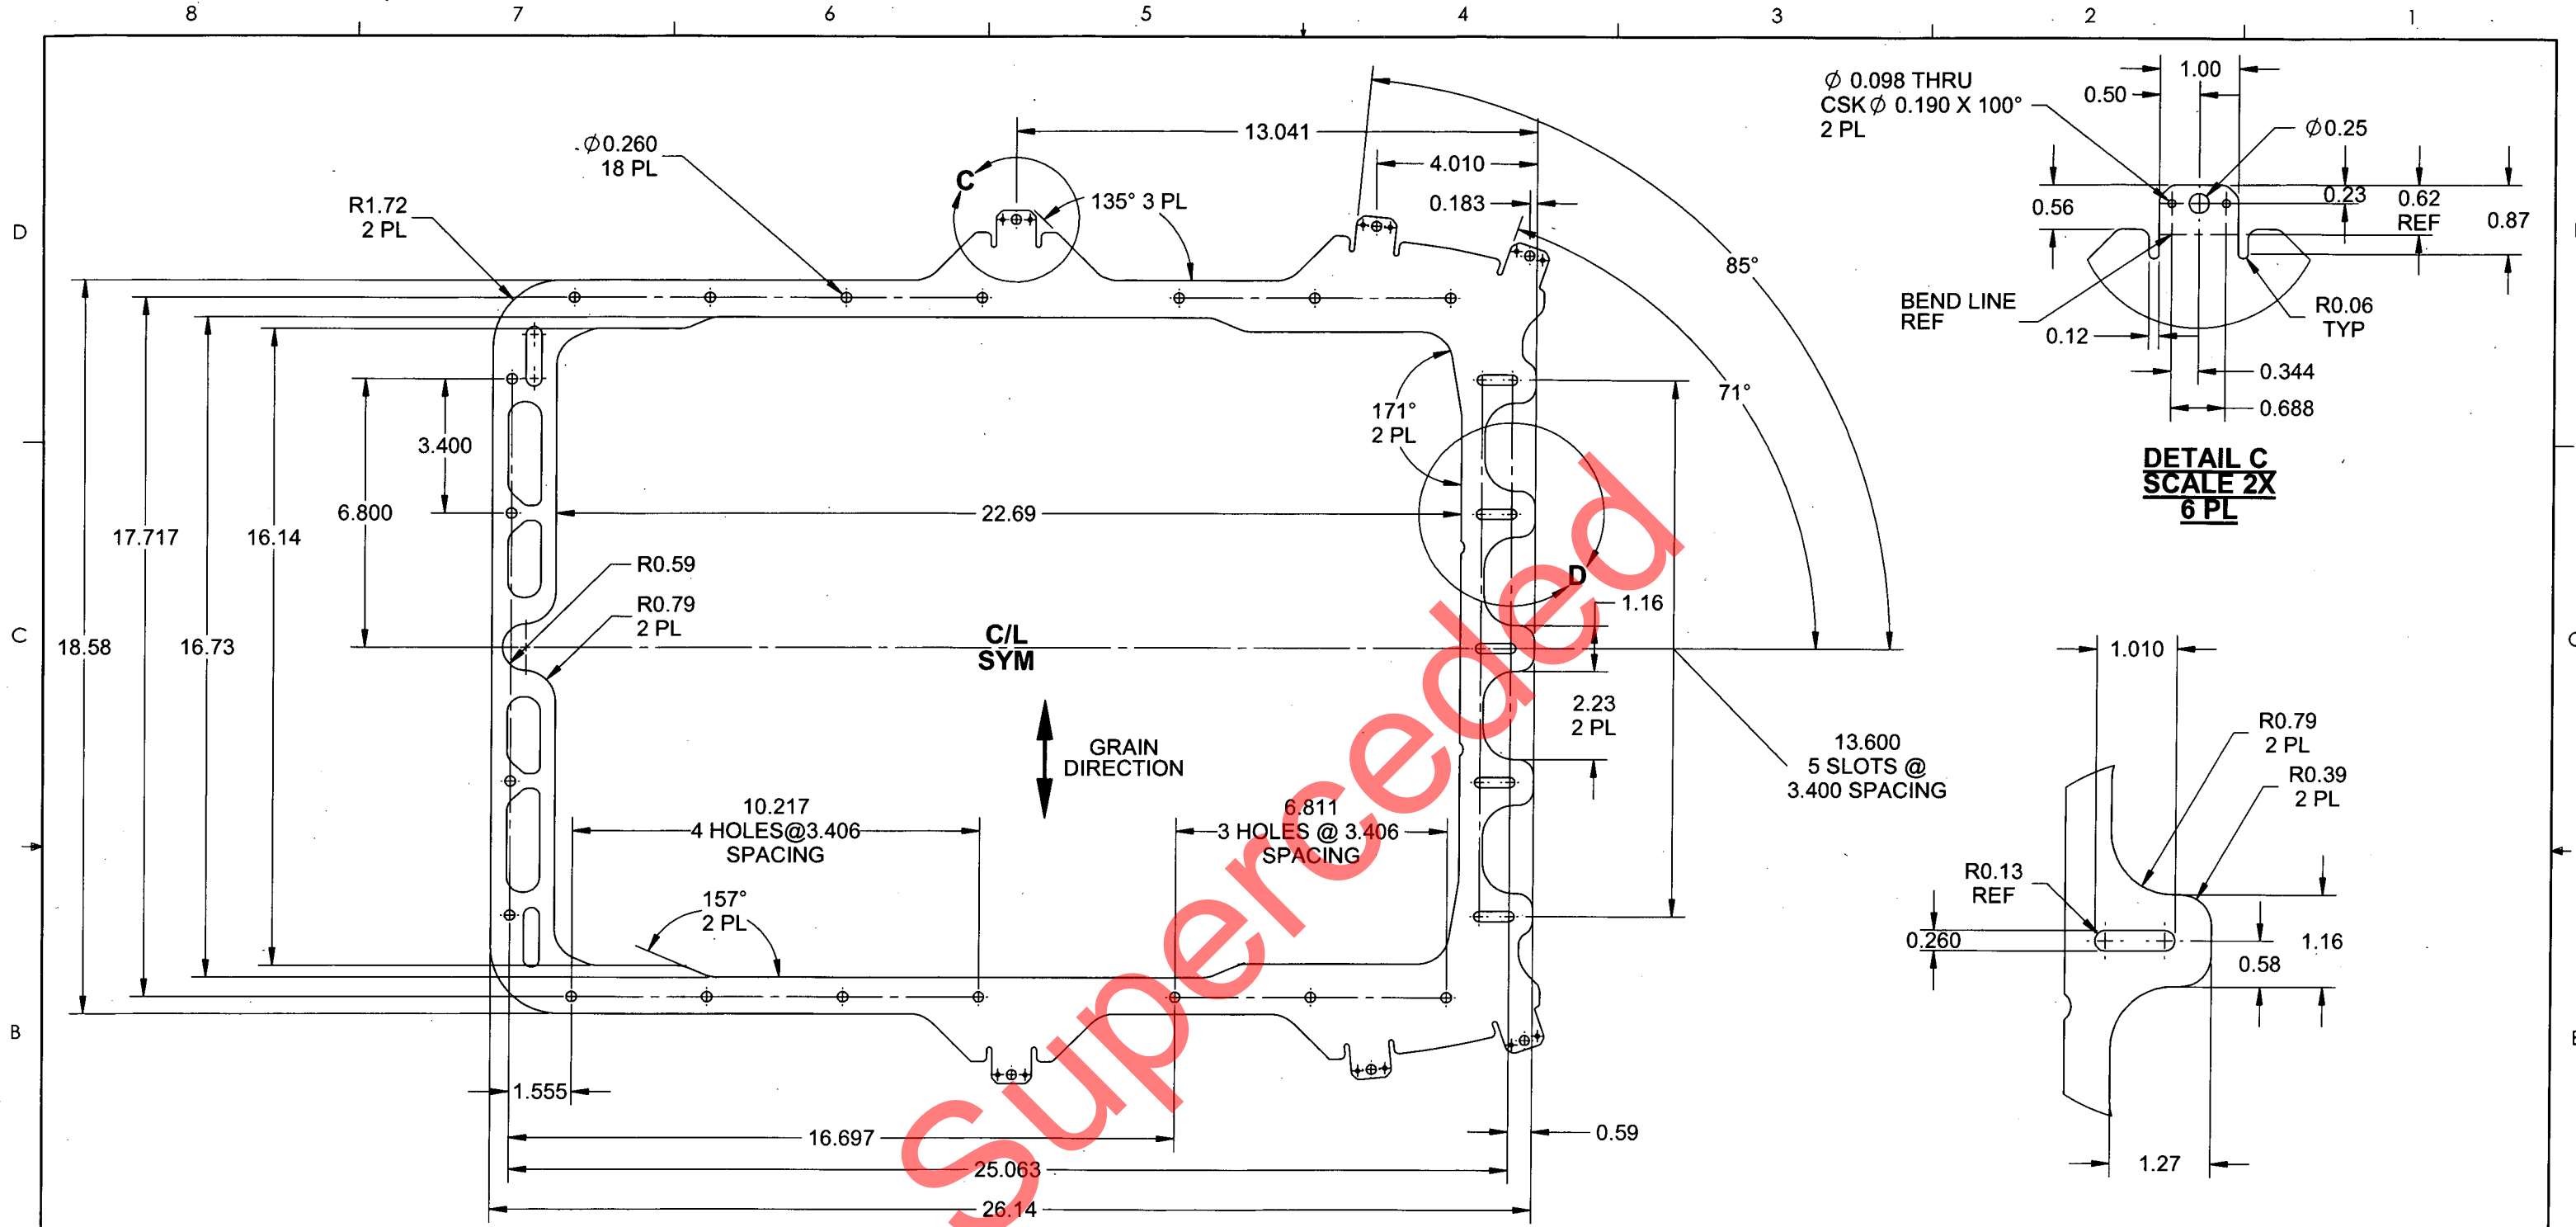 8
7
6
5
4
3
2
1
D
C
B
C
Ø0.260
18 PL
R1.72
2 PL
C
13.041
4.010
0.183
135° 3 PL
85°
71°
171°
2 PL
18.58
17.717
16.73
16.14
6.800
3.400
22.69
R0.59
R0.79
2 PL
C/L
SYM
GRAIN
DIRECTION
D
1.16
2.23
2 PL
13.600
5 SLOTS @
3.400 SPACING
10.217
4 HOLES@3.406
SPACING
6.811
3 HOLES @ 3.406
SPACING
157°
2 PL
1.555
16.697
25.063
26.14
0.59
Ø 0.098 THRU
CSK Ø 0.190 X 100°
2 PL
1.00
0.50
Ø0.25
0.56
0.23
0.62
REF
0.87
BEND LINE
REF
0.12
R0.06
TYP
0.344
0.688
DETAIL C
SCALE 2X
6 PL
1.010
R0.79
2 PL
R0.39
2 PL
R0.13
REF
0.260
0.58
1.16
1.27
Superceded